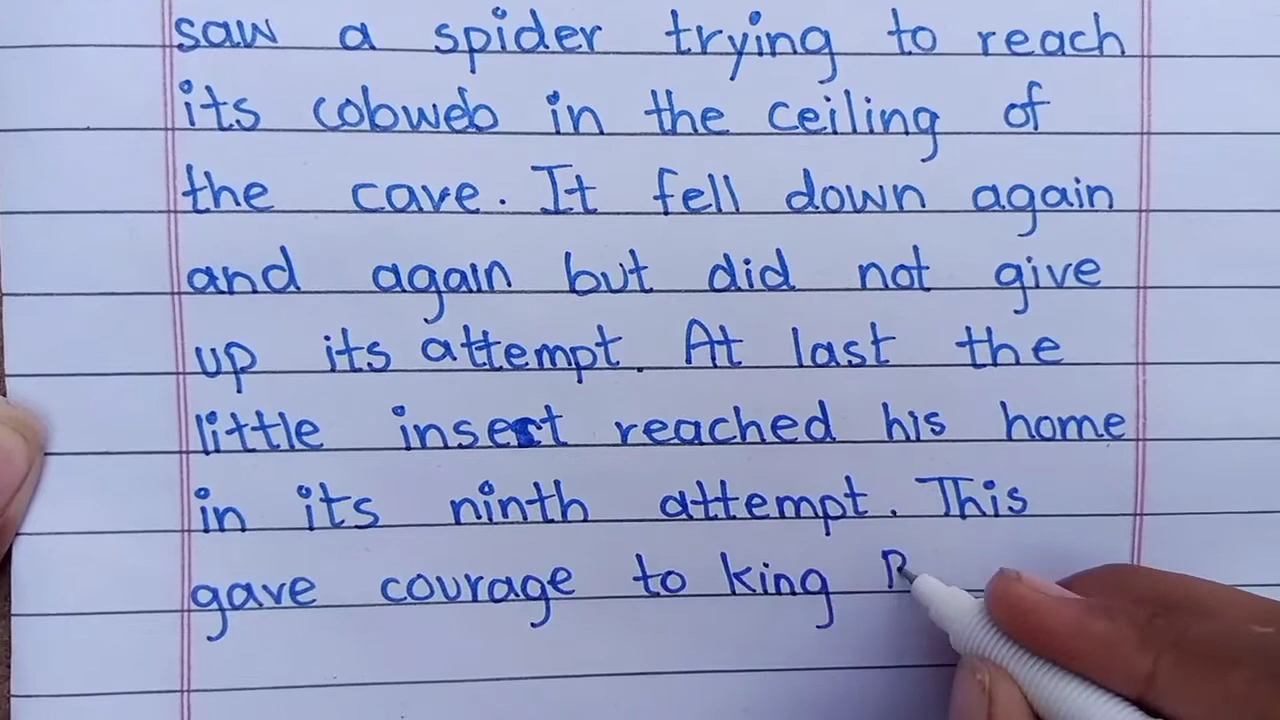 saw a spider trying to reach
its cobweb in the ceiling of
the cave. It fell down again
and again but did not give
up its attempt. At last the
little insect reached his home
in its ninth attempt. This
gave courage to king